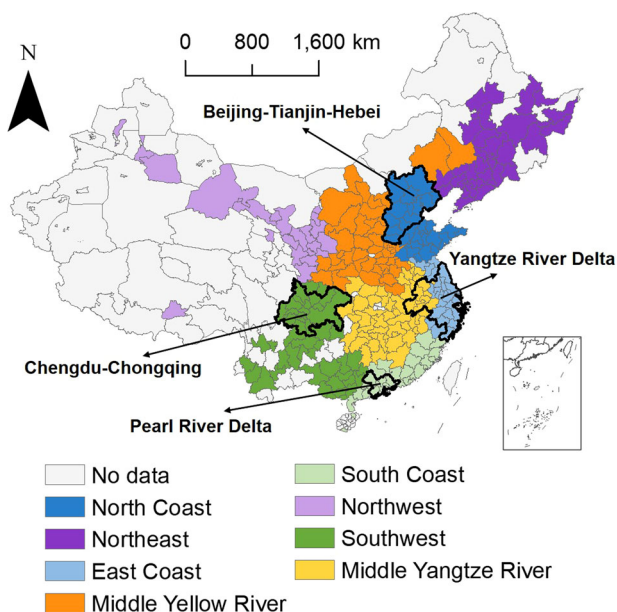 N
0 800 1,600 km
Beijing-Tianjin-Hebei
Yangtze River Delta
Chengdu-Chongqing
Pearl River Delta
No data
South Coast
North Coast
Northwest
Northeast
Southwest
East Coast
Middle Yangtze River
Middle Yellow River